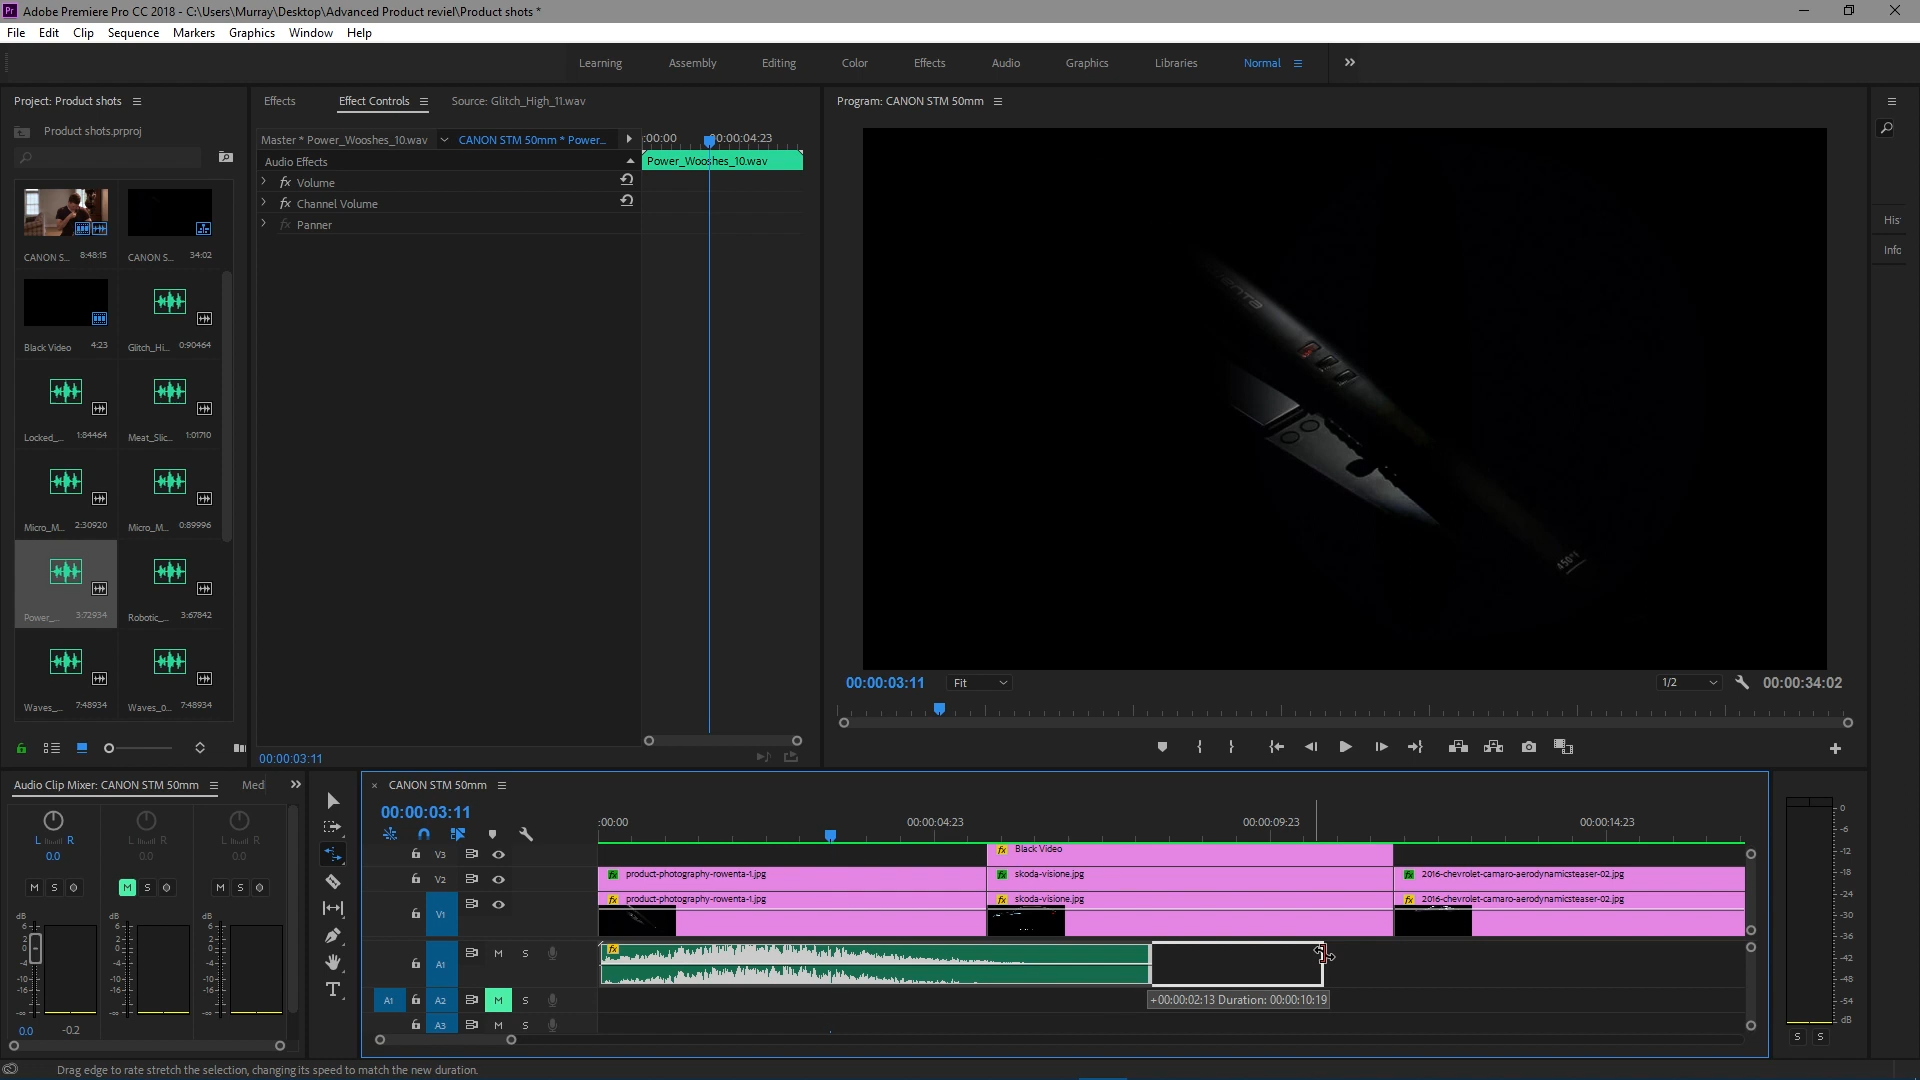 Adobe Premiere Pro CC 2018 - C:\Users\Murray\Desktop\Advanced Product reviel\Product shots *
File Edit Clip Sequence Markers Graphics Window Help
Learning Assembly Editing Color Effects Audio Graphics Libraries Normal
Project: Product shots
Product shots.prproj
CANON S... 8:48:15
CANON S... 34:02
Black Video 4:23
Glitch_Hi... 0:90464
Locked_... 1:84464
Meat_Slic... 1:01710
Micro_M... 2:30920
Micro_M... 0:89996
Power_... 3:72934
Robotic_... 3:67842
Waves_... 7:48934
Waves_0... 7:48934
Effects Effect Controls Source: Glitch_High_11.wav
Master * Power_Wooshes_10.wav CANON STM 50mm * Power...
Audio Effects
fx Volume
fx Channel Volume
fx Panner
:00:00 00:00:04:23
Power_Wooshes_10.wav
00:00:03:11
Program: CANON STM 50mm
450°F
00:00:03:11 Fit 1/2 00:00:34:02
His
Info
Audio Clip Mixer: CANON STM 50mm Med
L R L R L R
0.0 0.0 0.0
M S M S M S
dB dB dB
0.0 -0.2
CANON STM 50mm
00:00:03:11
:00:00 00:00:04:23 00:00:09:23 00:00:14:23
V3
fx Black Video
V2
fx product-photography-rowenta-1.jpg
fx skoda-visione.jpg
fx 2016-chevrolet-camaro-aerodynamicsteaser-02.jpg
V1
fx product-photography-rowenta-1.jpg
fx skoda-visione.jpg
fx 2016-chevrolet-camaro-aerodynamicsteaser-02.jpg
A1 M S
fx
A1 A2 M S
+00:00:02:13 Duration: 00:00:10:19
A3 M S
0
-6
-12
-18
-24
-30
-36
-42
-48
-54
dB
S S
Drag edge to rate stretch the selection, changing its speed to match the new duration.